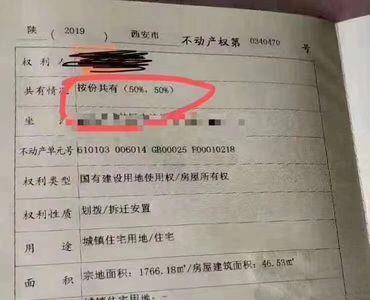 陕（2019）西安市 不动产权第 0340470 号
权利人
共有情况 按份共有（50%，50%）
坐
不动产单元号 610103 006014 GB00025 F00010218
权利类型 国有建设用地使用权/房屋所有权
权利性质 划拨/拆迁安置
用途 城镇住宅用地/住宅
面积 宗地面积：1766.18㎡/房屋建筑面积：46.53㎡